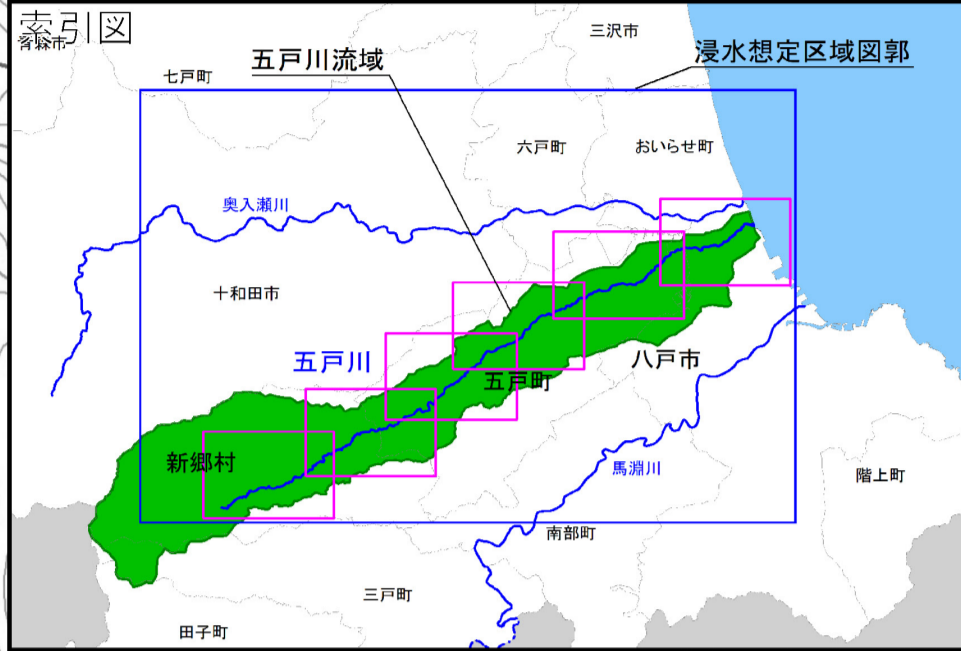 索引図
青森市
三沢市
五戸川流域
浸水想定区域図郭
七戸町
六戸町
おいらせ町
奥入瀬川
十和田市
五戸川
八戸市
五戸町
新郷村
馬淵川
階上町
南部町
三戸町
田子町